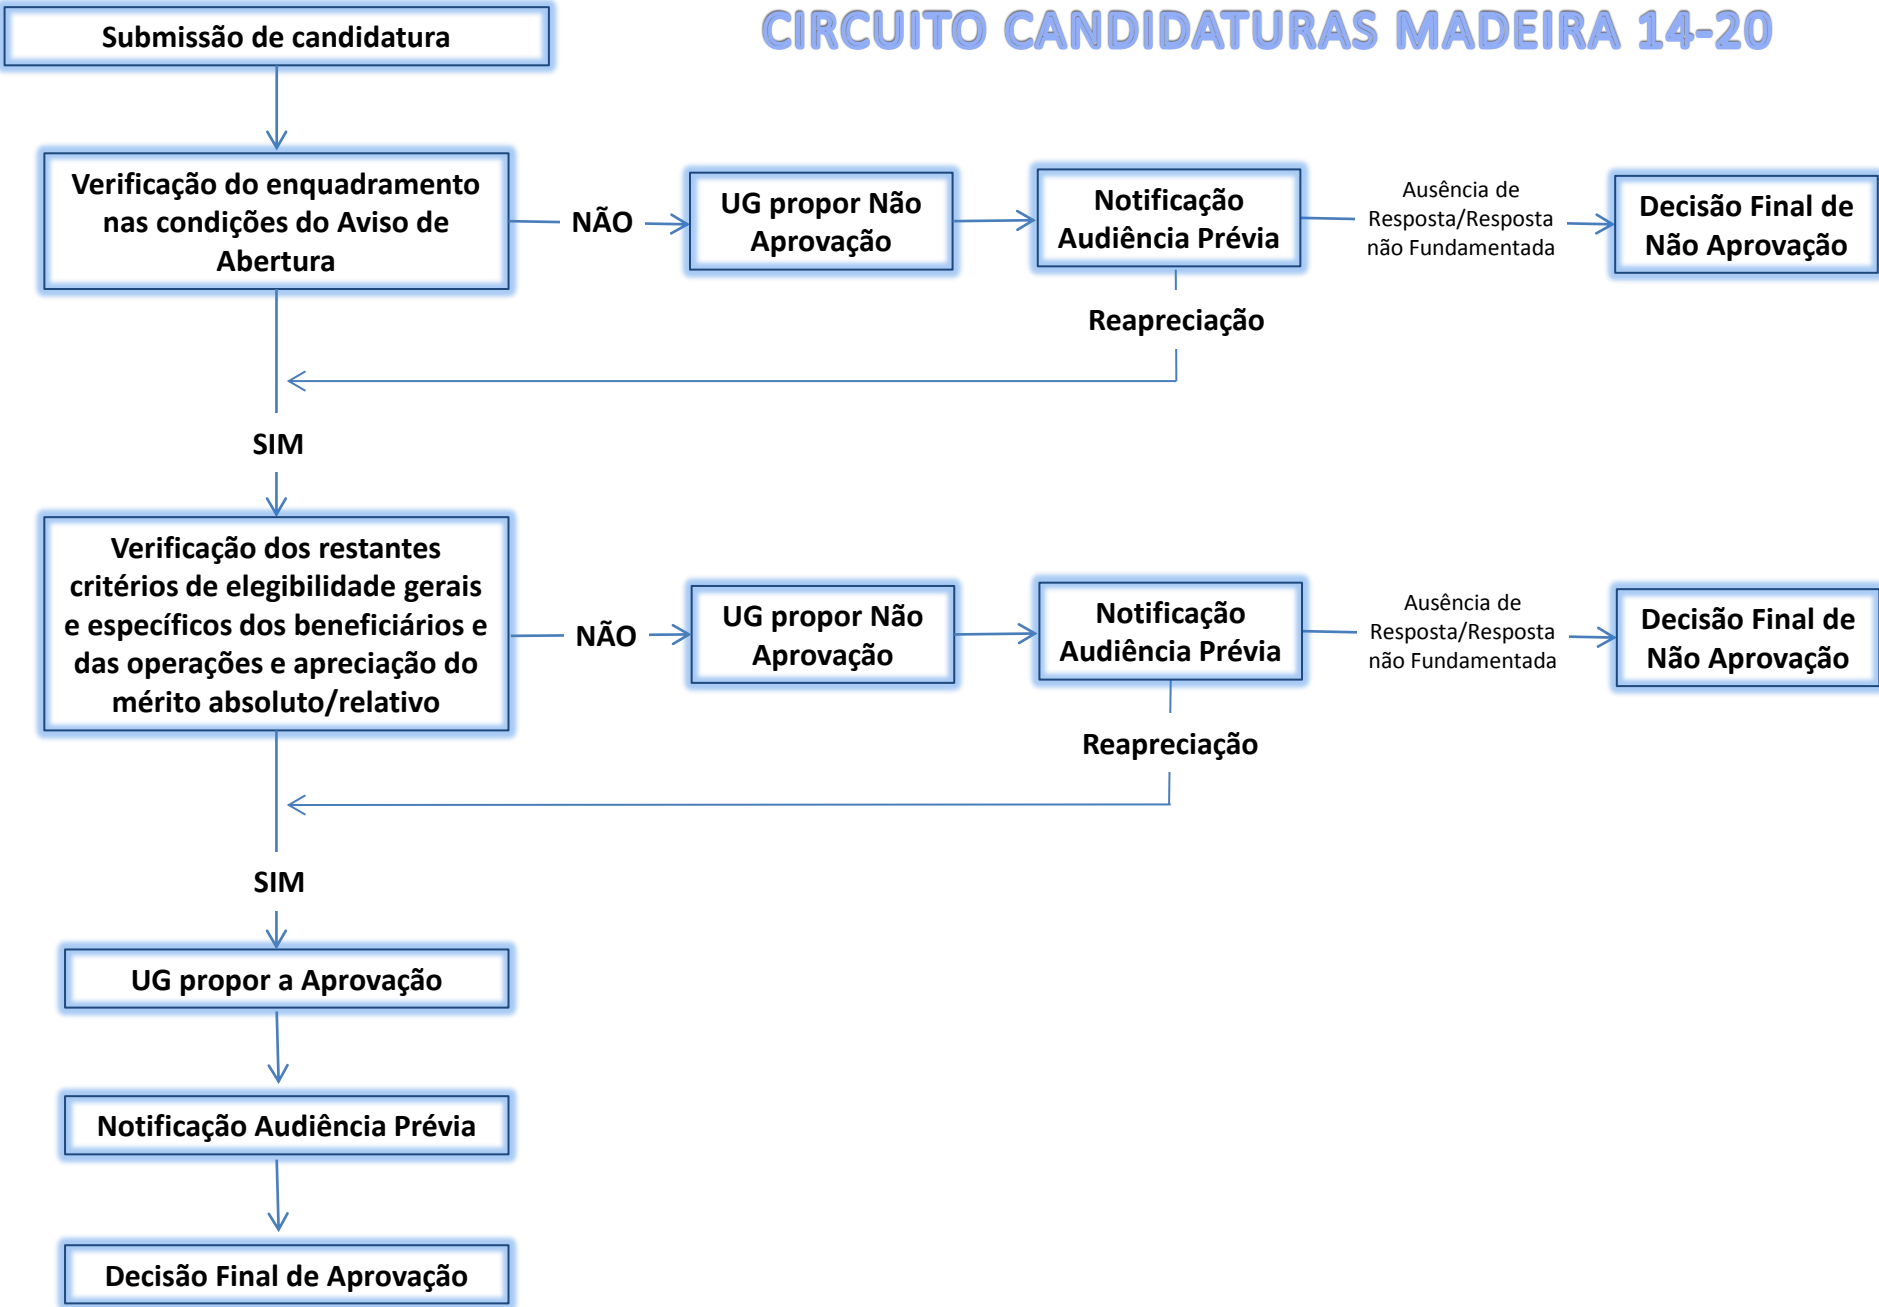 CIRCUITO CANDIDATURAS MADEIRA 14-20
Submissão de candidatura
Verificação do enquadramento
nas condições do Aviso de
Abertura
NÃO
UG propor Não
Aprovação
Notificação
Audiência Prévia
Ausência de
Resposta/Resposta
não Fundamentada
Decisão Final de
Não Aprovação
Reapreciação
SIM
Verificação dos restantes
critérios de elegibilidade gerais
e específicos dos beneficiários e
das operações e apreciação do
mérito absoluto/relativo
NÃO
UG propor Não
Aprovação
Notificação
Audiência Prévia
Ausência de
Resposta/Resposta
não Fundamentada
Decisão Final de
Não Aprovação
Reapreciação
SIM
UG propor a Aprovação
Notificação Audiência Prévia
Decisão Final de Aprovação